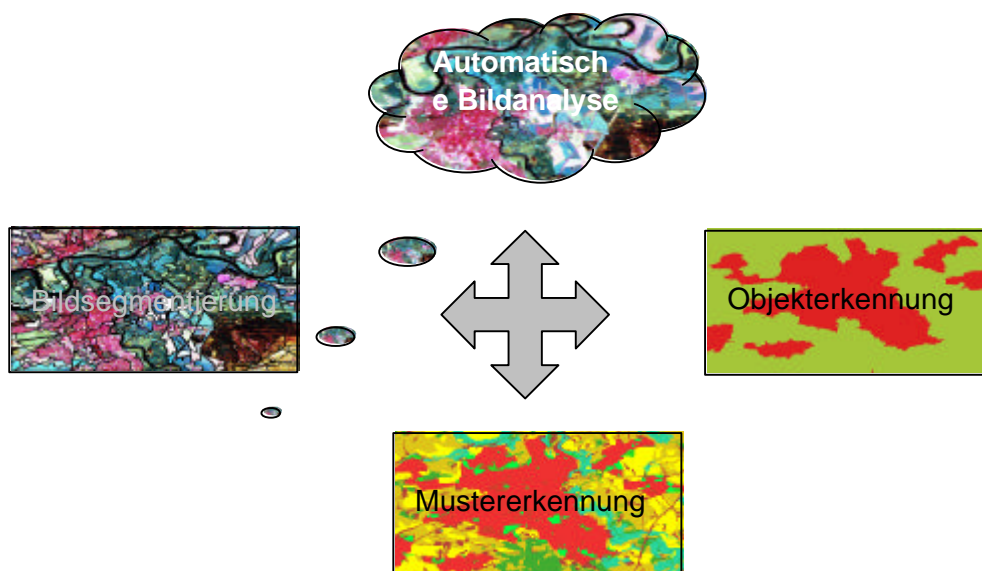 Automatisch
e Bildanalyse
Bildsegmentierung
Objekterkennung
Mustererkennung